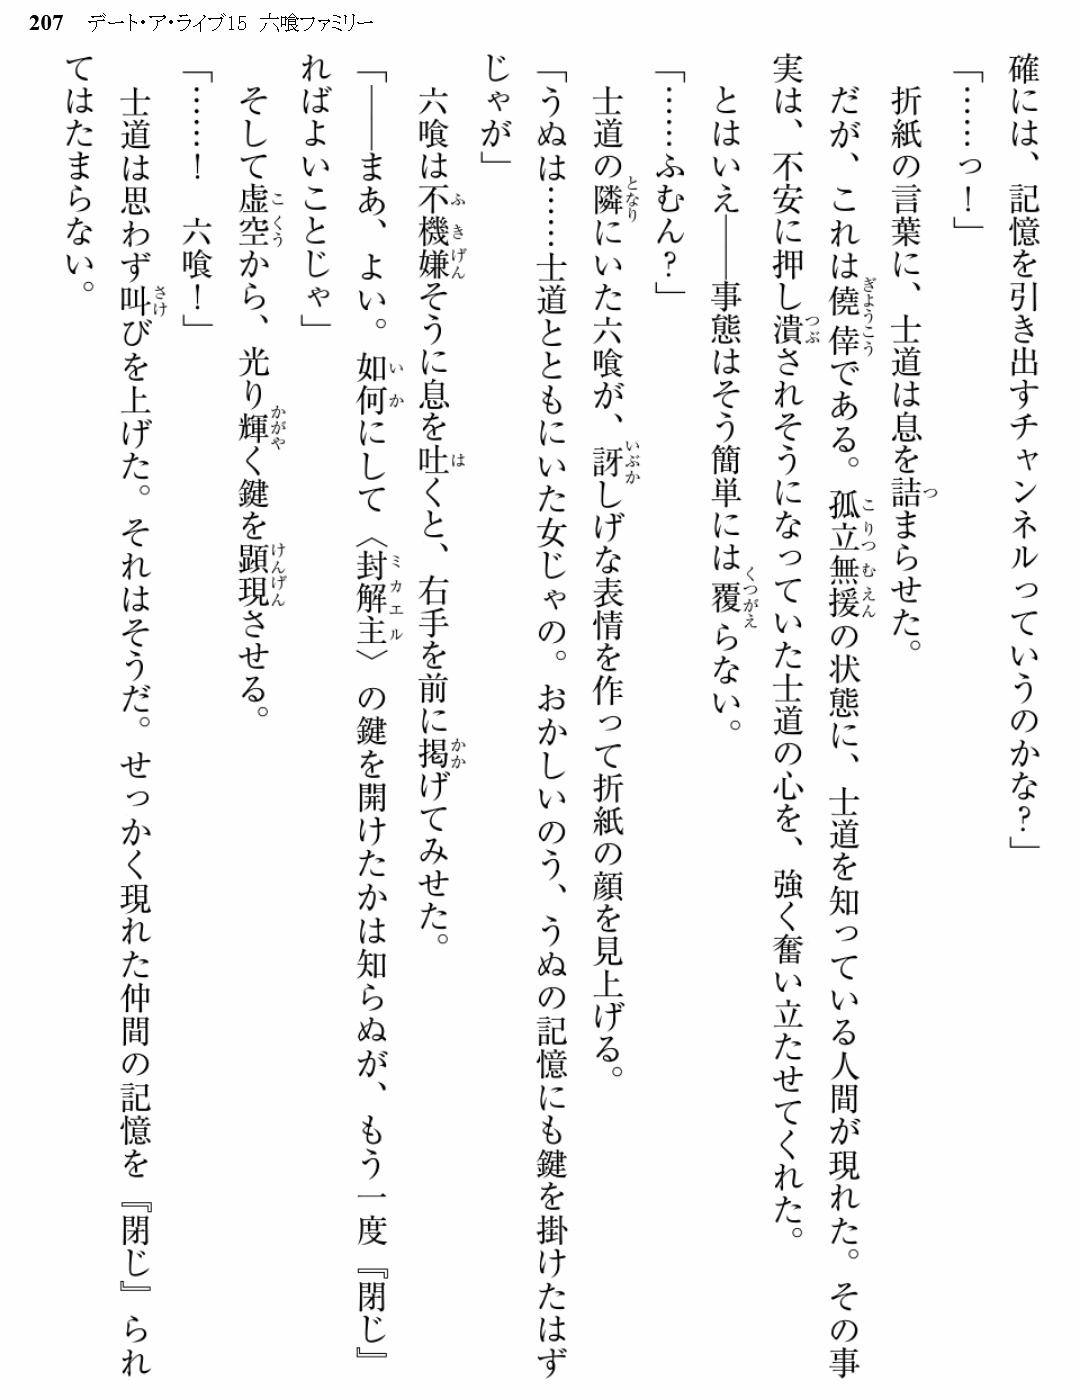 207 デート・ア・ライブ15 六喰ファミリー
確には、記憶を引き出すチャンネルっていうのかな？」
「……っ！」
折紙の言葉に、士道は息を詰まらせた。
だが、これは僥倖である。孤立無援の状態に、士道を知っている人間が現れた。その事
実は、不安に押し潰されそうになっていた士道の心を、強く奮い立たせてくれた。
とはいえ――事態はそう簡単には覆らない。
「……ふむん？」
士道の隣にいた六喰が、訝しげな表情を作って折紙の顔を見上げる。
「うぬは……士道とともにいた女じゃの。おかしいのう、うぬの記憶にも鍵を掛けたはず
じゃが」
六喰は不機嫌そうに息を吐くと、右手を前に掲げてみせた。
「――まあ、よい。如何にして〈封解主〉の鍵を開けたかは知らぬが、もう一度『閉じ』
ればよいことじゃ」
そして虚空から、光り輝く鍵を顕現させる。
「……！　六喰！」
士道は思わず叫びを上げた。それはそうだ。せっかく現れた仲間の記憶を『閉じ』られ
てはたまらない。